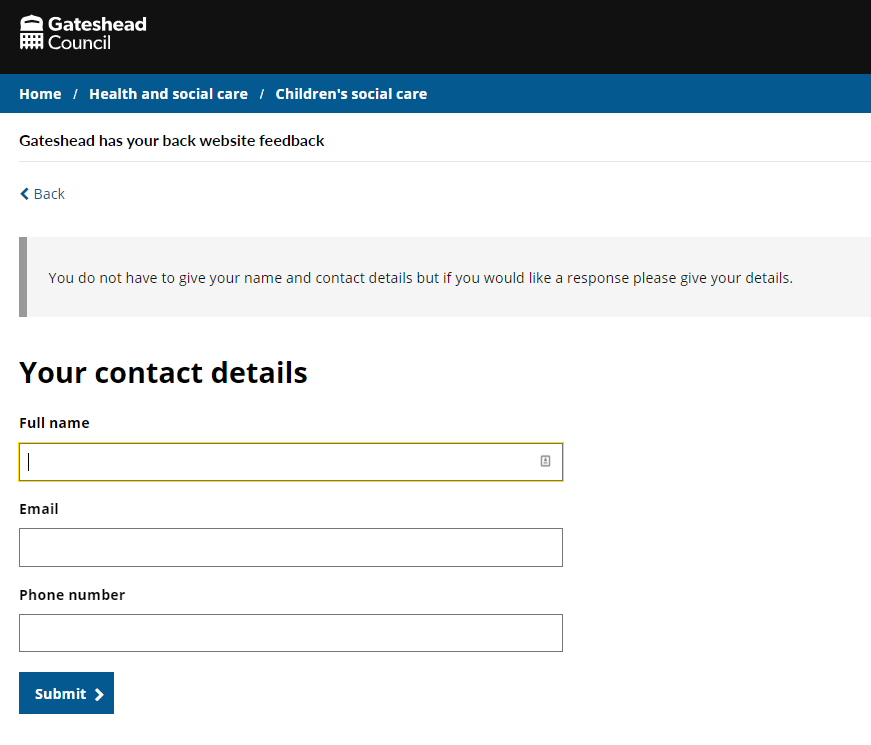 Gateshead
Council
Home / Health and social care / Children's social care
Gateshead has your back website feedback
Back
You do not have to give your name and contact details but if you would like a response please give your details.
Your contact details
Full name
Email
Phone number
Submit